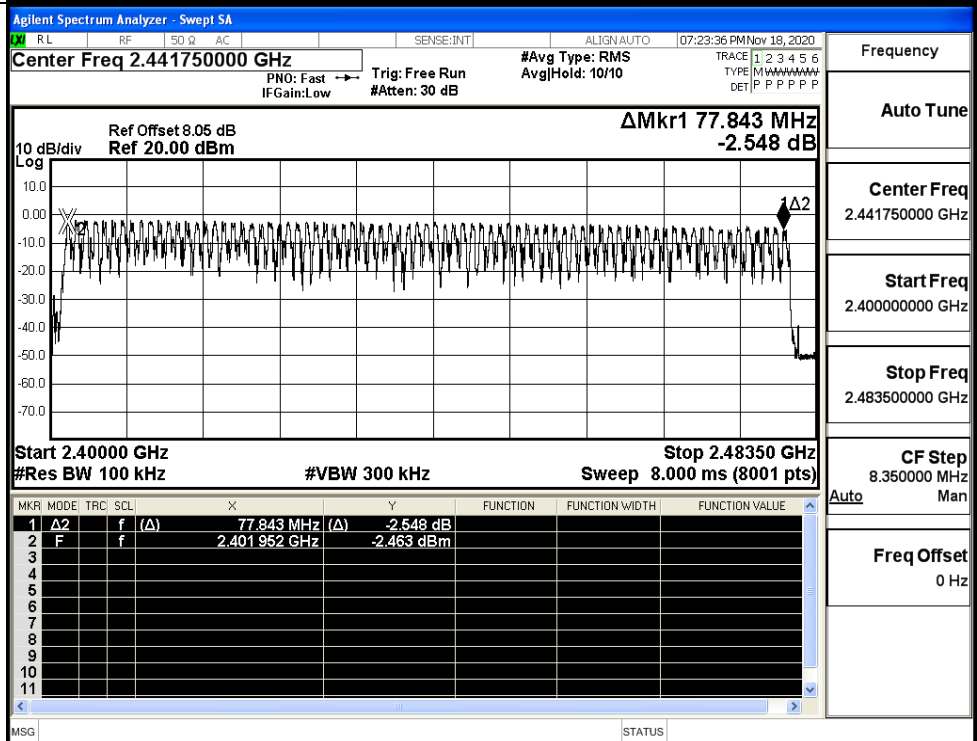 Agilent Spectrum Analyzer - Swept SA
LXI RL RF 50 Ω AC SENSE:INT ALIGN AUTO 07:23:36 PM Nov 18, 2020
Center Freq 2.441750000 GHz
PNO: Fast
IFGain:Low
Trig: Free Run
#Atten: 30 dB
#Avg Type: RMS
Avg|Hold: 10/10
TRACE 1 2 3 4 5 6
TYPE M WWWWW
DET P P P P P P
ΔMkr1 77.843 MHz
-2.548 dB
Ref Offset 8.05 dB
10 dB/div Ref 20.00 dBm
Log
10.0
0.00
-10.0
-20.0
-30.0
-40.0
-50.0
-60.0
-70.0
1Δ2
2
Start 2.40000 GHz Stop 2.48350 GHz
#Res BW 100 kHz #VBW 300 kHz Sweep 8.000 ms (8001 pts)
MKR MODE TRC SCL X Y FUNCTION FUNCTION WIDTH FUNCTION VALUE
1 Δ2 f (Δ) 77.843 MHz (Δ) -2.548 dB
2 F f 2.401 952 GHz -2.463 dBm
3
4
5
6
7
8
9
10
11
MSG STATUS
Frequency
Auto Tune
Center Freq
2.441750000 GHz
Start Freq
2.400000000 GHz
Stop Freq
2.483500000 GHz
CF Step
8.350000 MHz
Auto Man
Freq Offset
0 Hz